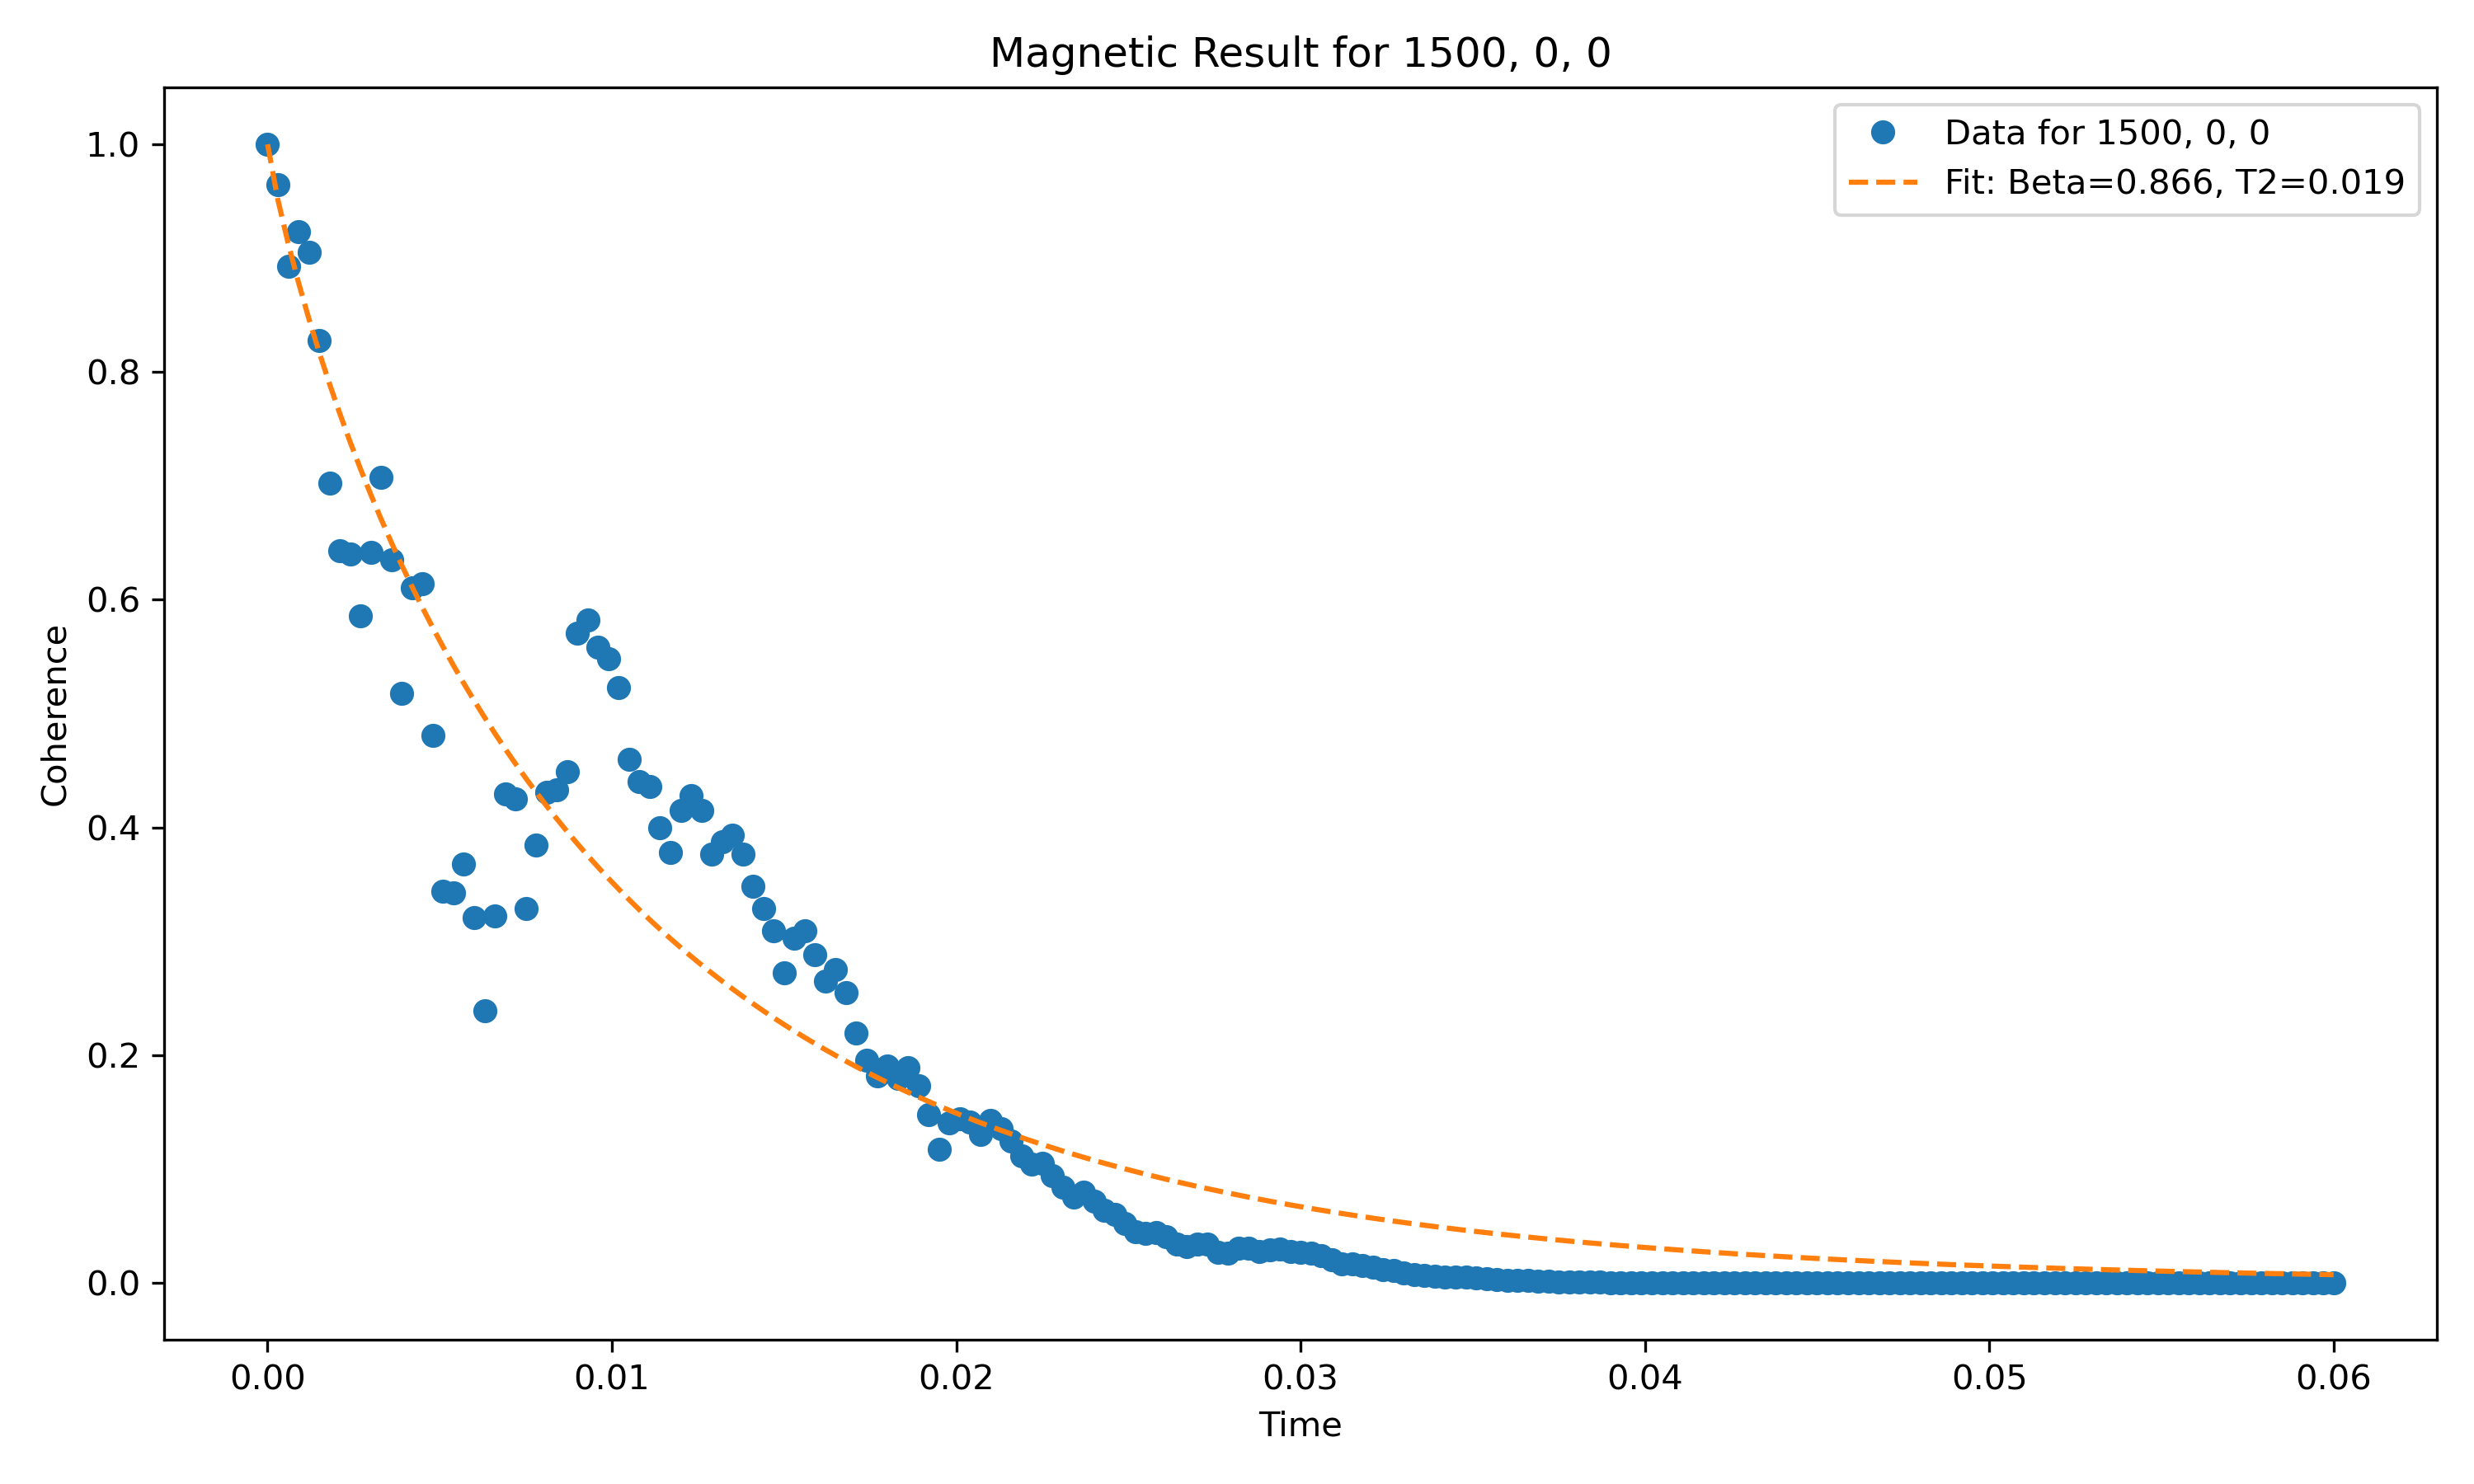 Magnetic Result for 1500, 0, 0
Data for 1500, 0, 0
Fit: Beta=0.866, T2=0.019
Coherence
1.0
0.8
0.6
0.4
0.2
0.0
0.00 0.01 0.02 0.03 0.04 0.05 0.06
Time